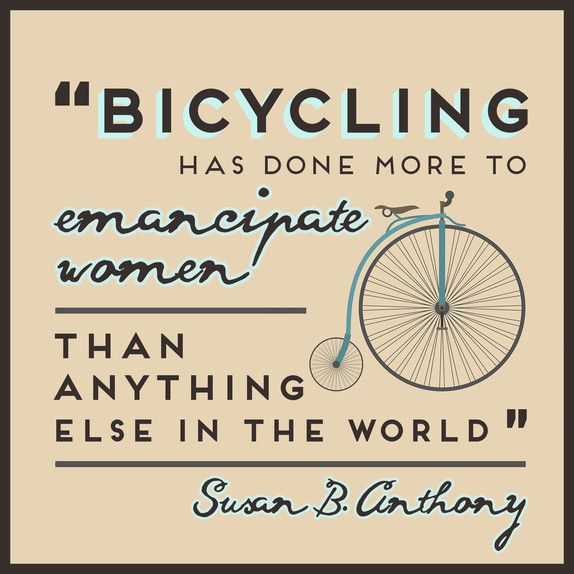 “BICYCLING
HAS DONE MORE TO
emancipate
women
THAN
ANYTHING
ELSE IN THE WORLD”
Susan B. Anthony